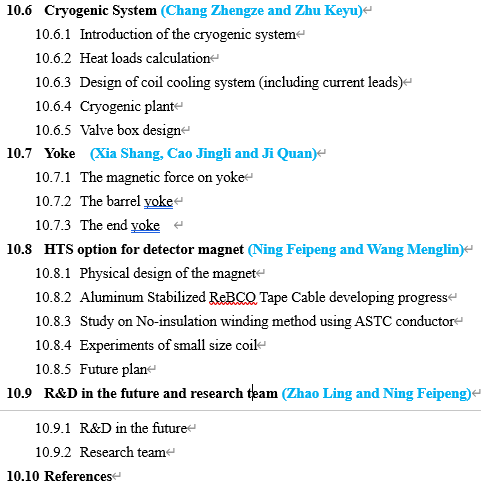 10.6 Cryogenic System (Chang Zhengze and Zhu Keyu)
10.6.1 Introduction of the cryogenic system
10.6.2 Heat loads calculation
10.6.3 Design of coil cooling system (including current leads)
10.6.4 Cryogenic plant
10.6.5 Valve box design
10.7 Yoke (Xia Shang, Cao Jingli and Ji Quan)
10.7.1 The magnetic force on yoke
10.7.2 The barrel yoke
10.7.3 The end yoke
10.8 HTS option for detector magnet (Ning Feipeng and Wang Menglin)
10.8.1 Physical design of the magnet
10.8.2 Aluminum Stabilized ReBCO Tape Cable developing progress
10.8.3 Study on No-insulation winding method using ASTC conductor
10.8.4 Experiments of small size coil
10.8.5 Future plan
10.9 R&D in the future and research team (Zhao Ling and Ning Feipeng)
10.9.1 R&D in the future
10.9.2 Research team
10.10 References